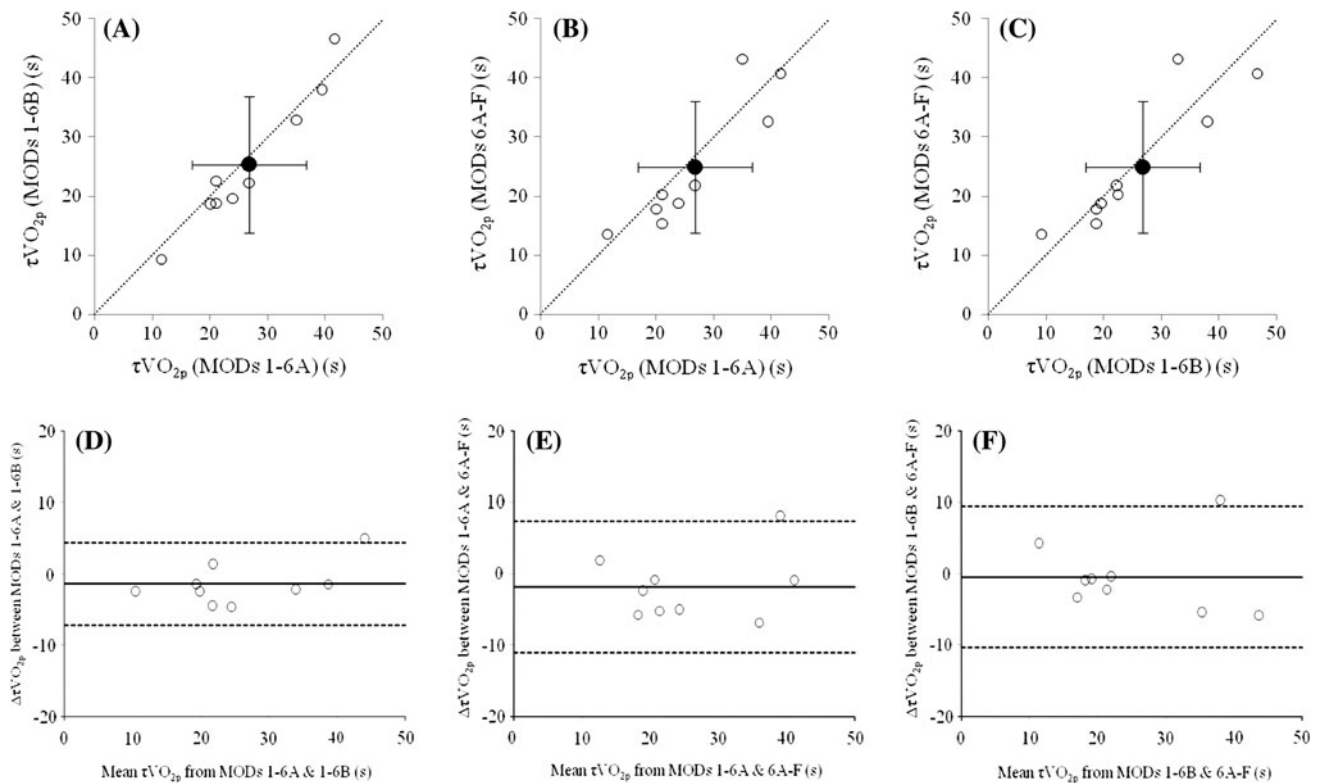 (A)
50
40
30
20
10
0
0 10 20 30 40 50
τVO2p (MODs 1-6B) (s)
τVO2p (MODs 1-6A) (s)
(B)
50
40
30
20
10
0
0 10 20 30 40 50
τVO2p (MODs 6A-F) (s)
τVO2p (MODs 1-6A) (s)
(C)
50
40
30
20
10
0
0 10 20 30 40 50
τVO2p (MODs 6A-F) (s)
τVO2p (MODs 1-6B) (s)
(D)
20
10
0
-10
-20
0 10 20 30 40 50
ΔτVO2p between MODs 1-6A & 1-6B (s)
Mean τVO2p from MODs 1-6A & 1-6B (s)
(E)
20
10
0
-10
-20
0 10 20 30 40 50
ΔτVO2p between MODs 1-6A & 6A-F (s)
Mean τVO2p from MODs 1-6A & 6A-F (s)
(F)
20
10
0
-10
-20
0 10 20 30 40 50
ΔτVO2p between MODs 1-6B & 6A-F (s)
Mean τVO2p from MODs 1-6B & 6A-F (s)